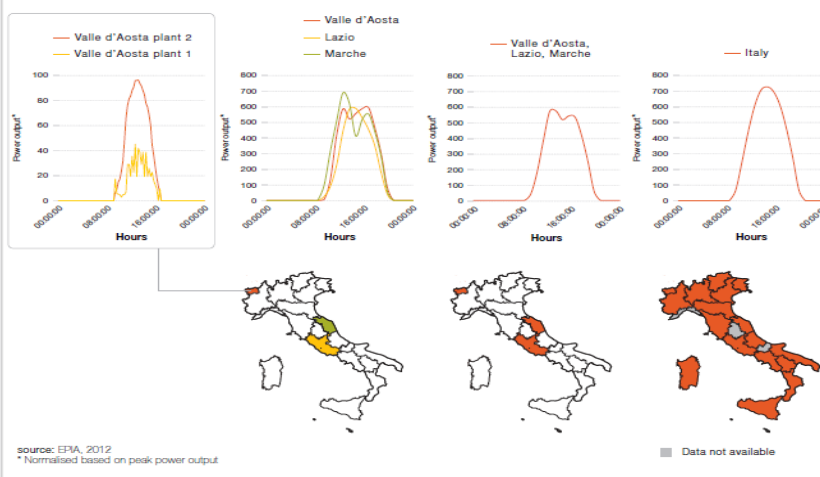 Valle d'Aosta plant 2
Valle d'Aosta plant 1
100
80
60
40
20
0
Power output*
00:00:00
08:00:00
16:00:00
00:00:00
Hours
Valle d'Aosta
Lazio
Marche
800
700
600
500
400
300
200
100
0
Power output*
00:00:00
08:00:00
16:00:00
00:00:00
Hours
Valle d'Aosta,
Lazio, Marche
800
700
600
500
400
300
200
100
0
Power output*
00:00:00
08:00:00
16:00:00
00:00:00
Hours
Italy
800
700
600
500
400
300
200
100
0
Power output*
00:00:00
08:00:00
16:00:00
00:00:00
Hours
source: EPIA, 2012
* Normalised based on peak power output
Data not available